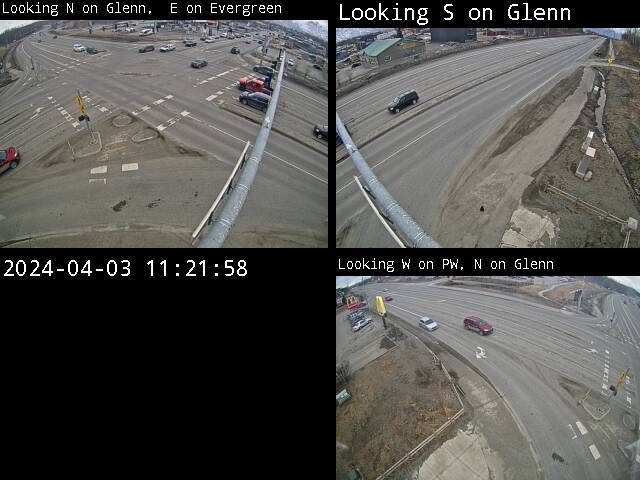 Looking N on Glenn,  E on Evergreen
Looking S on Glenn
2024-04-03 11:21:58
Looking W on PW, N on Glenn